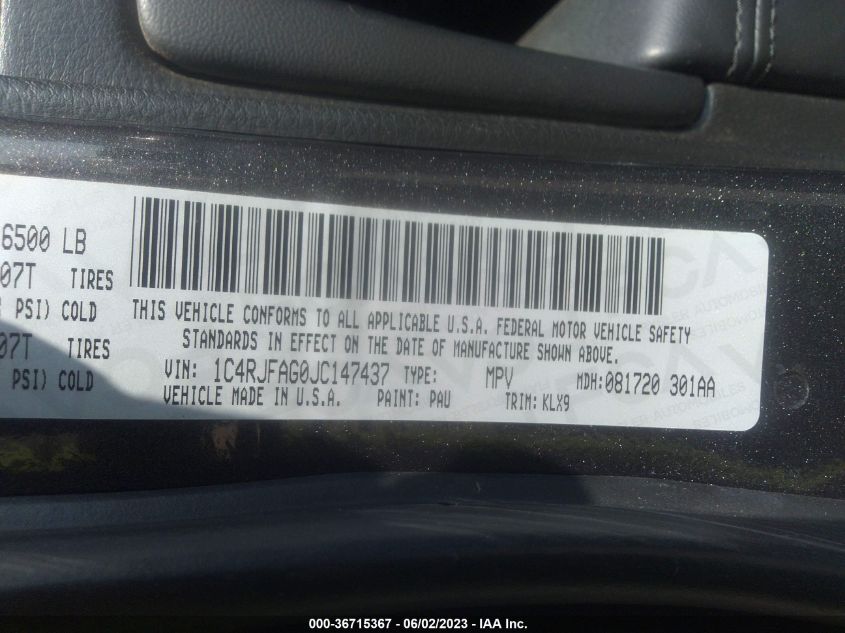 6500 LB
07T TIRES
PSI) COLD
07T TIRES
PSI) COLD
THIS VEHICLE CONFORMS TO ALL APPLICABLE U.S.A. FEDERAL MOTOR VEHICLE SAFETY
STANDARDS IN EFFECT ON THE DATE OF MANUFACTURE SHOWN ABOVE.
VIN: 1C4RJFAG0JC147437 TYPE: MPV MDH: 081720 301AA
VEHICLE MADE IN U.S.A. PAINT: PAU TRIM: KLX9
000-36715367 - 06/02/2023 - IAA Inc.